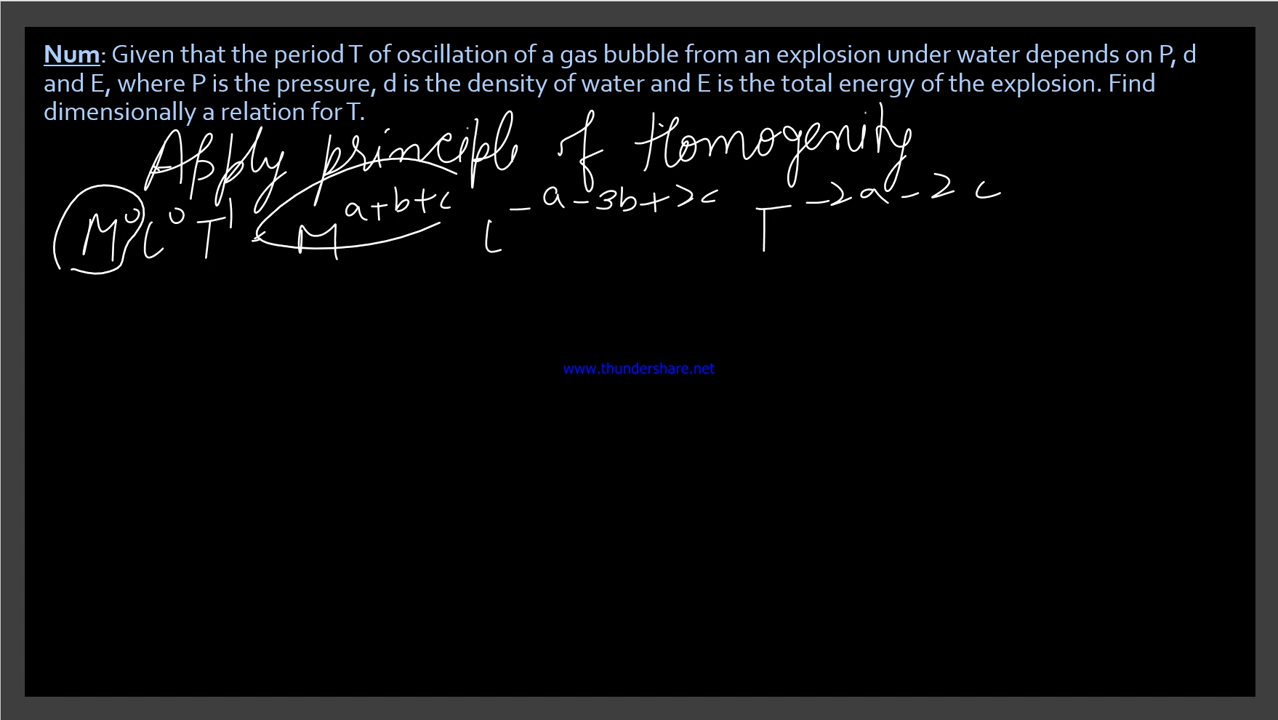 Num: Given that the period T of oscillation of a gas bubble from an explosion under water depends on P, d
and E, where P is the pressure, d is the density of water and E is the total energy of the explosion. Find
dimensionally a relation for T.
Apply principle of Homogenity
M⁰L⁰T¹ = M^a+b+c L^-a-3b+2c T^-2a-2c
www.thundershare.net